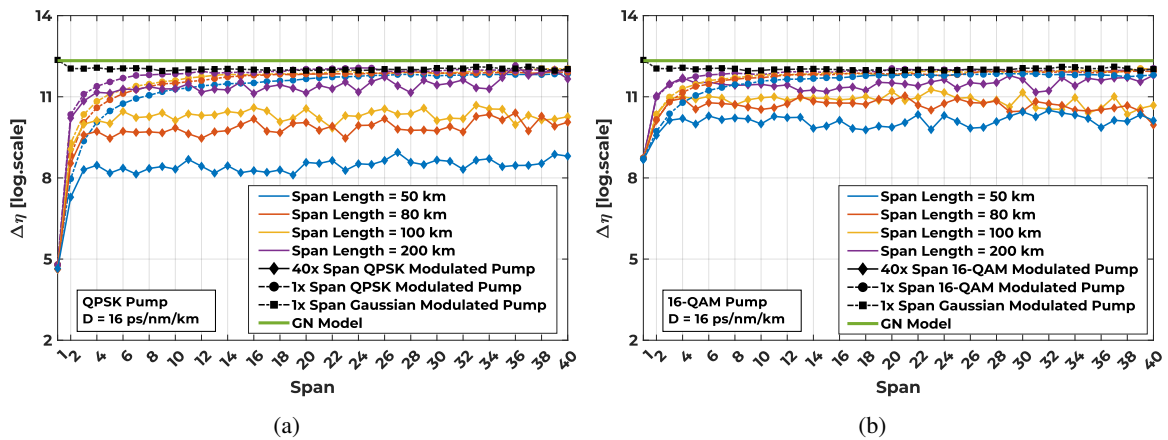 14
11
8
5
2
Δη [log.scale]
Span Length = 50 km
Span Length = 80 km
Span Length = 100 km
Span Length = 200 km
40x Span QPSK Modulated Pump
1x Span QPSK Modulated Pump
1x Span Gaussian Modulated Pump
GN Model
QPSK Pump
D = 16 ps/nm/km
1 2 4 6 8 10 12 14 16 18 20 22 24 26 28 30 32 34 36 38 40
Span
(a)
14
11
8
5
2
Δη [log.scale]
Span Length = 50 km
Span Length = 80 km
Span Length = 100 km
Span Length = 200 km
40x Span 16-QAM Modulated Pump
1x Span 16-QAM Modulated Pump
1x Span Gaussian Modulated Pump
GN Model
16-QAM Pump
D = 16 ps/nm/km
1 2 4 6 8 10 12 14 16 18 20 22 24 26 28 30 32 34 36 38 40
Span
(b)